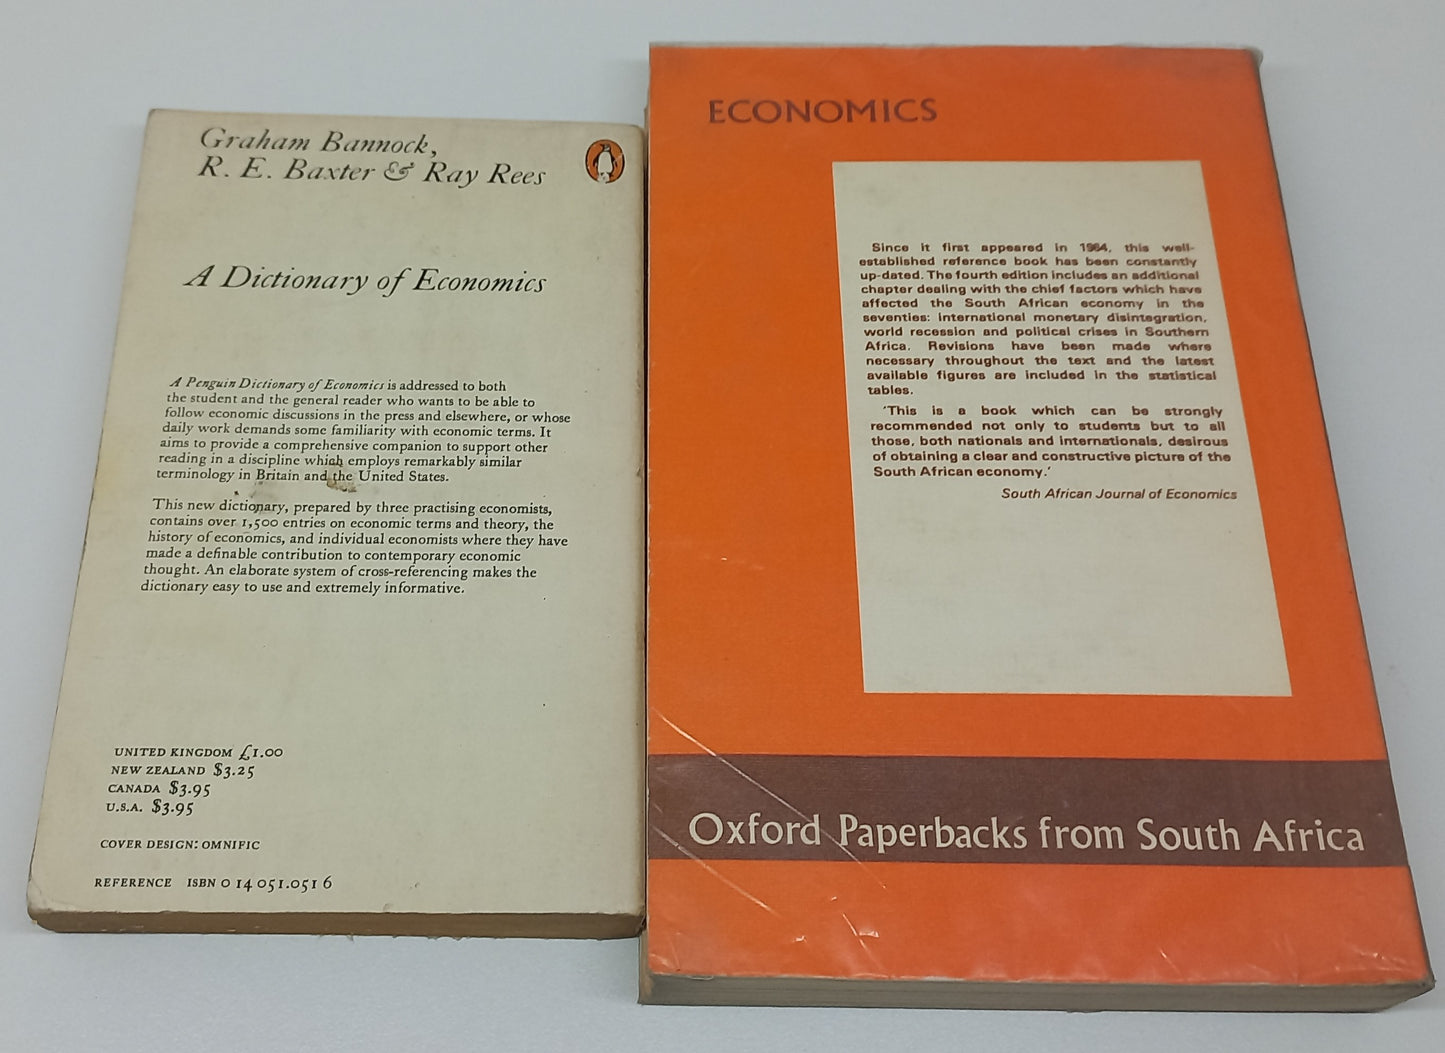 Graham Bannock,
R. E. Baxter & Ray Rees
A Dictionary of Economics
A Penguin Dictionary of Economics is addressed to both
the student and the general reader who wants to be able to
follow economic discussions in the press and elsewhere, or whose
daily work demands some familiarity with economic terms. It
aims to provide a comprehensive companion to support other
reading in a discipline which employs remarkably similar
terminology in Britain and the United States.
This new dictionary, prepared by three practising economists,
contains over 1,500 entries on economic terms and theory, the
history of economics, and individual economists where they have
made a definable contribution to contemporary economic
thought. An elaborate system of cross-referencing makes the
dictionary easy to use and extremely informative.
UNITED KINGDOM £1.00
NEW ZEALAND $3.25
CANADA $3.95
U.S.A. $3.95
COVER DESIGN: OMNIFIC
REFERENCE ISBN 0 14 051.051 6
ECONOMICS
Since it first appeared in 1964, this well-
established reference book has been constantly
up-dated. The fourth edition includes an additional
chapter dealing with the chief factors which have
affected the South African economy in the
seventies: international monetary disintegration,
world recession and political crises in Southern
Africa. Revisions have been made where
necessary throughout the text and the latest
available figures are included in the statistical
tables.
'This is a book which can be strongly
recommended not only to students but to all
those, both nationals and internationals, desirous
of obtaining a clear and constructive picture of the
South African economy.'
South African Journal of Economics
Oxford Paperbacks from South Africa